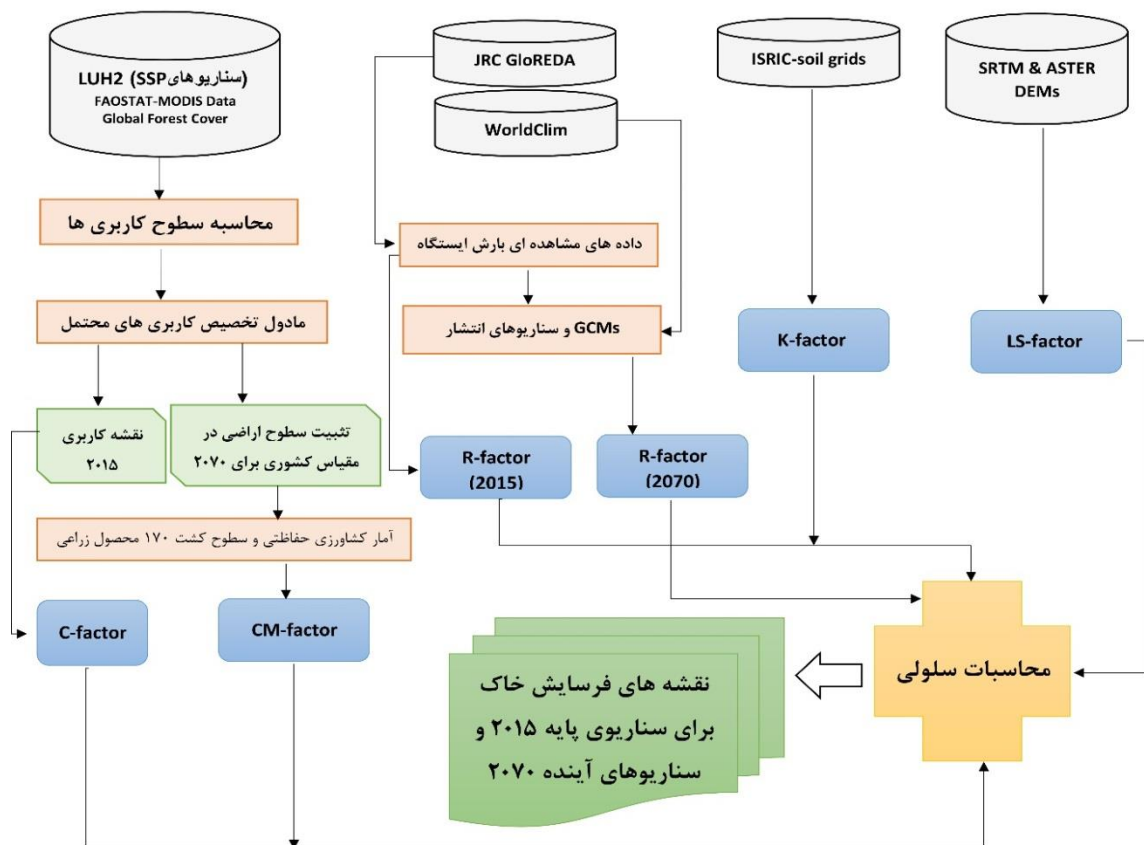 LUH2 (سناریوهای SSP)
FAOSTAT-MODIS Data
Global Forest Cover
JRC GloREDA
WorldClim
ISRIC-soil grids
SRTM & ASTER
DEMs
محاسبه سطوح کاربری ها
داده های مشاهده ای بارش ایستگاه
مادول تخصیص کاربری های محتمل
GCMs و سناریوهای انتشار
K-factor
LS-factor
نقشه کاربری
۲۰۱۵
تثبیت سطوح اراضی در
مقیاس کشوری برای ۲۰۷۰
R-factor
(2015)
R-factor
(2070)
آمار کشاورزی حفاظتی و سطوح کشت ۱۷۰ محصول زراعی
C-factor
CM-factor
محاسبات سلولی
نقشه های فرسایش خاک
برای سناریوی پایه ۲۰۱۵ و
سناریوهای آینده ۲۰۷۰